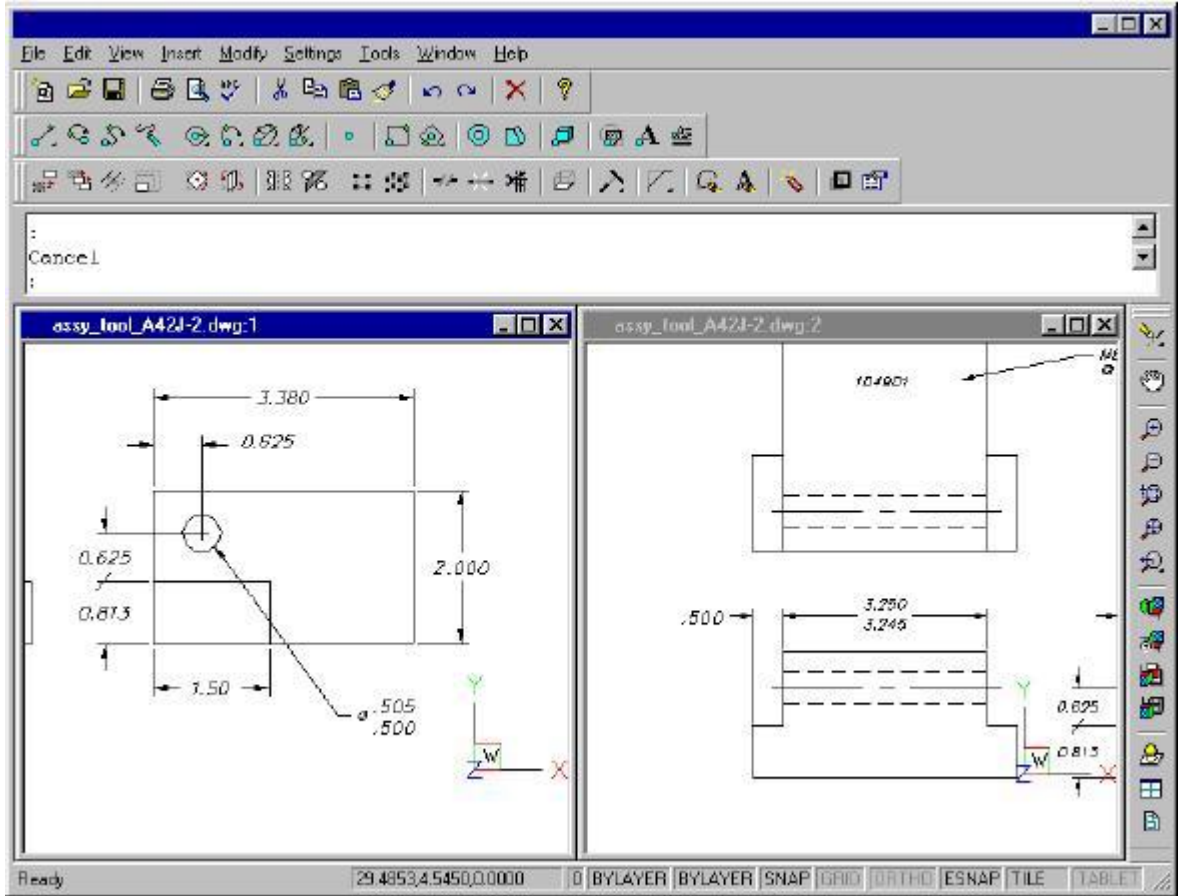 File Edit View Insert Modify Settings Tools Window Help
:
Cancel
:
assy_tool_A42J-2.dwg:1
3.380
0.625
0.625
0.813
2.000
1.50
ø .505
.500
Y
W
Z
X
assy_tool_A42J-2.dwg:2
104901
ME
Ø
.500
3.250
3.245
Y
0.625
0.813
W
Z
X
Ready 29.4853,4.5450,0.0000 0 BYLAYER BYLAYER SNAP GRID ORTHO ESNAP TILE TABLET